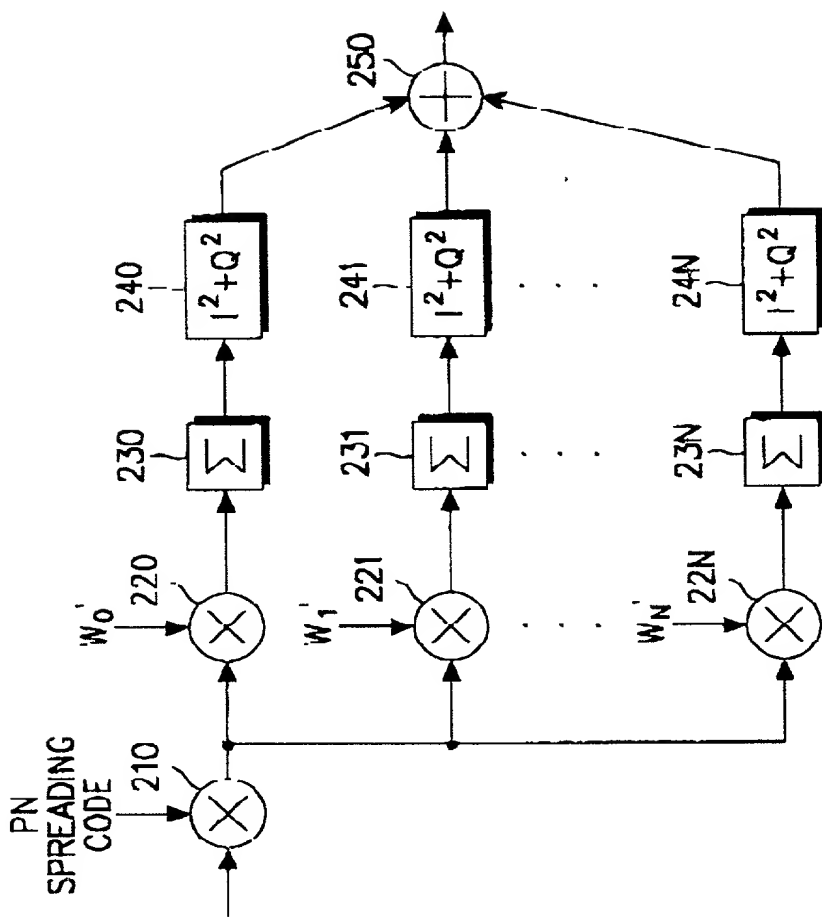 PN
SPREADING
CODE
210
W0'
220
230
Σ
240
I²+Q²
250
W1'
221
231
Σ
241
I²+Q²
· · ·
· · ·
· · ·
WN'
22N
23N
Σ
24N
I²+Q²